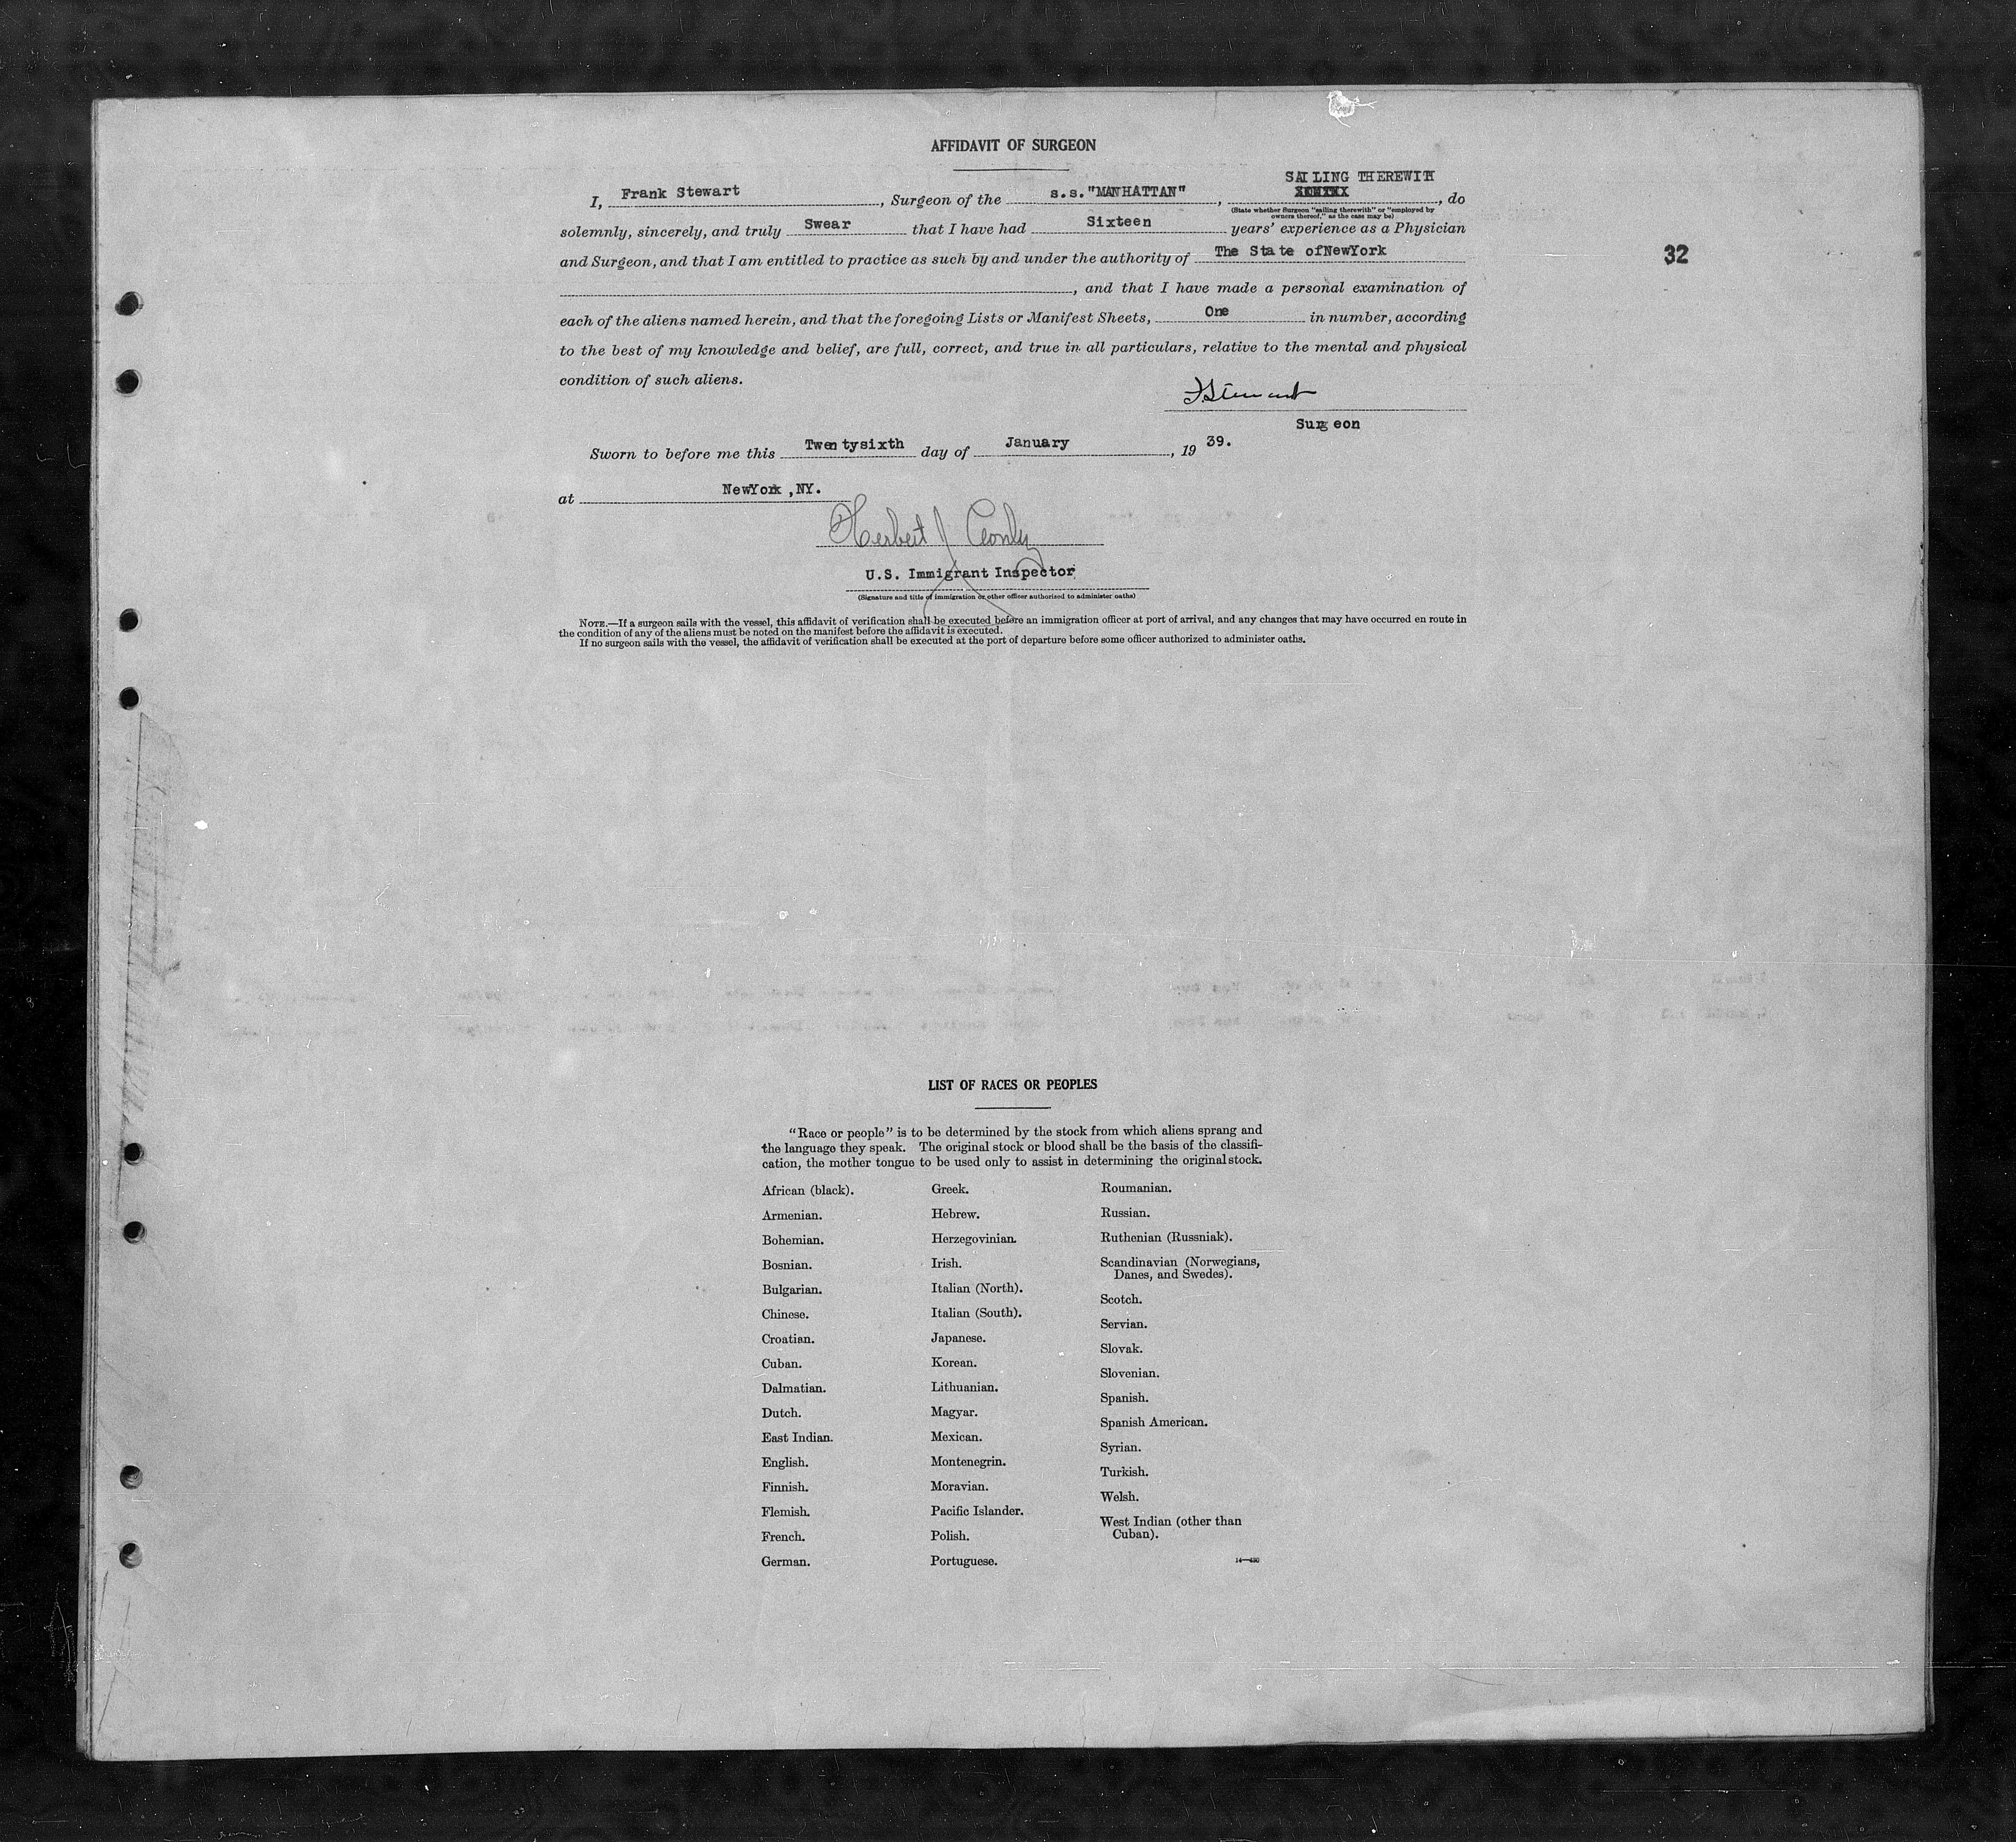 AFFIDAVIT OF SURGEON
SAILING THEREWITH
I, Frank Stewart, Surgeon of the s.s."MANHATTAN", XXXXXX, do
(State whether Surgeon "sailing therewith" or "employed by
owners thereof," as the case may be)
solemnly, sincerely, and truly Swear that I have had Sixteen years' experience as a Physician
32
and Surgeon, and that I am entitled to practice as such by and under the authority of The State ofNewYork
, and that I have made a personal examination of
each of the aliens named herein, and that the foregoing Lists or Manifest Sheets, One in number, according
to the best of my knowledge and belief, are full, correct, and true in all particulars, relative to the mental and physical
condition of such aliens.
F Stewart
Surgeon
Sworn to before me this Twentysixth day of January, 19 39.
at NewYork ,NY.
Herbert J
U.S. Immigrant Inspector
(Signature and title of immigration or other officer authorized to administer oaths)
NOTE.—If a surgeon sails with the vessel, this affidavit of verification shall be executed before an immigration officer at port of arrival, and any changes that may have occurred en route in
the condition of any of the aliens must be noted on the manifest before the affidavit is executed.
If no surgeon sails with the vessel, the affidavit of verification shall be executed at the port of departure before some officer authorized to administer oaths.
LIST OF RACES OR PEOPLES
"Race or people" is to be determined by the stock from which aliens sprang and
the language they speak. The original stock or blood shall be the basis of the classifi-
cation, the mother tongue to be used only to assist in determining the original stock.
African (black).
Armenian.
Bohemian.
Bosnian.
Bulgarian.
Chinese.
Croatian.
Cuban.
Dalmatian.
Dutch.
East Indian.
English.
Finnish.
Flemish.
French.
German.
Greek.
Hebrew.
Herzegovinian.
Irish.
Italian (North).
Italian (South).
Japanese.
Korean.
Lithuanian.
Magyar.
Mexican.
Montenegrin.
Moravian.
Pacific Islander.
Polish.
Portuguese.
Roumanian.
Russian.
Ruthenian (Russniak).
Scandinavian (Norwegians,
Danes, and Swedes).
Scotch.
Servian.
Slovak.
Slovenian.
Spanish.
Spanish American.
Syrian.
Turkish.
Welsh.
West Indian (other than
Cuban).
14—430